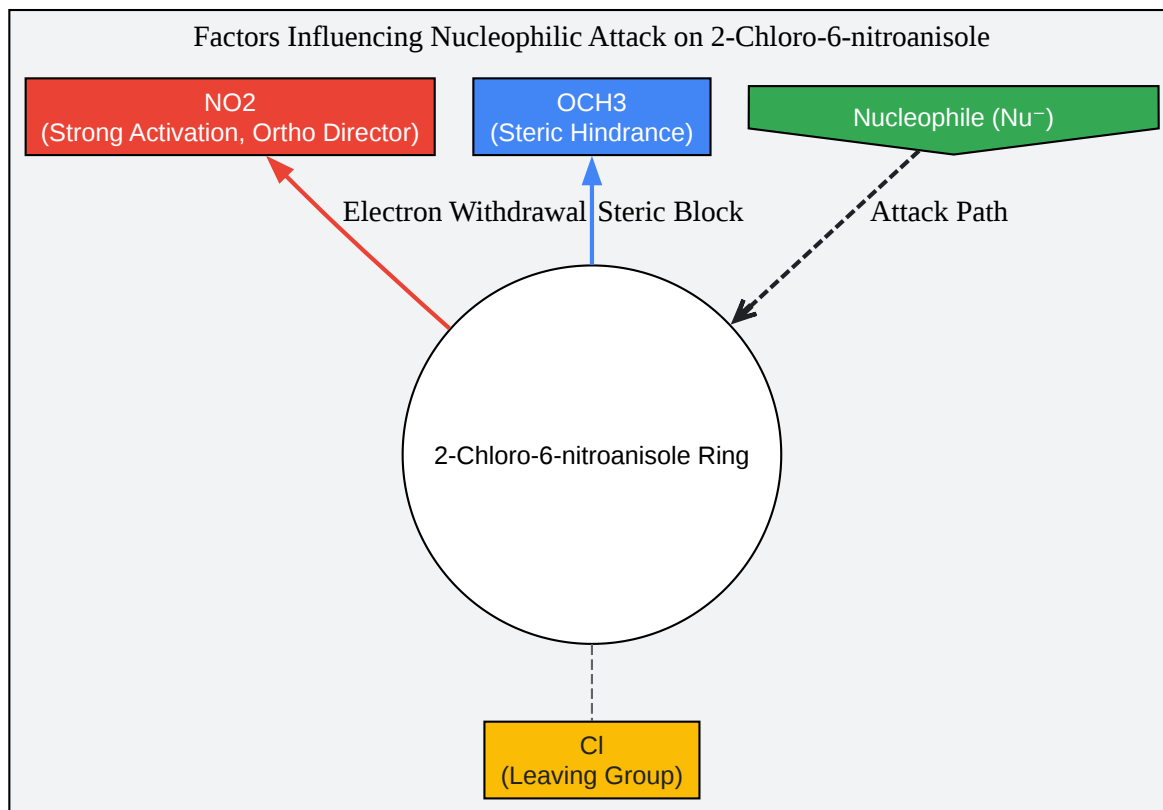 Factors Influencing Nucleophilic Attack on 2-Chloro-6-nitroanisole
NO2
(Strong Activation, Ortho Director)
OCH3
(Steric Hindrance)
Nucleophile (Nu⁻)
Electron Withdrawal
Steric Block
Attack Path
2-Chloro-6-nitroanisole Ring
Cl
(Leaving Group)